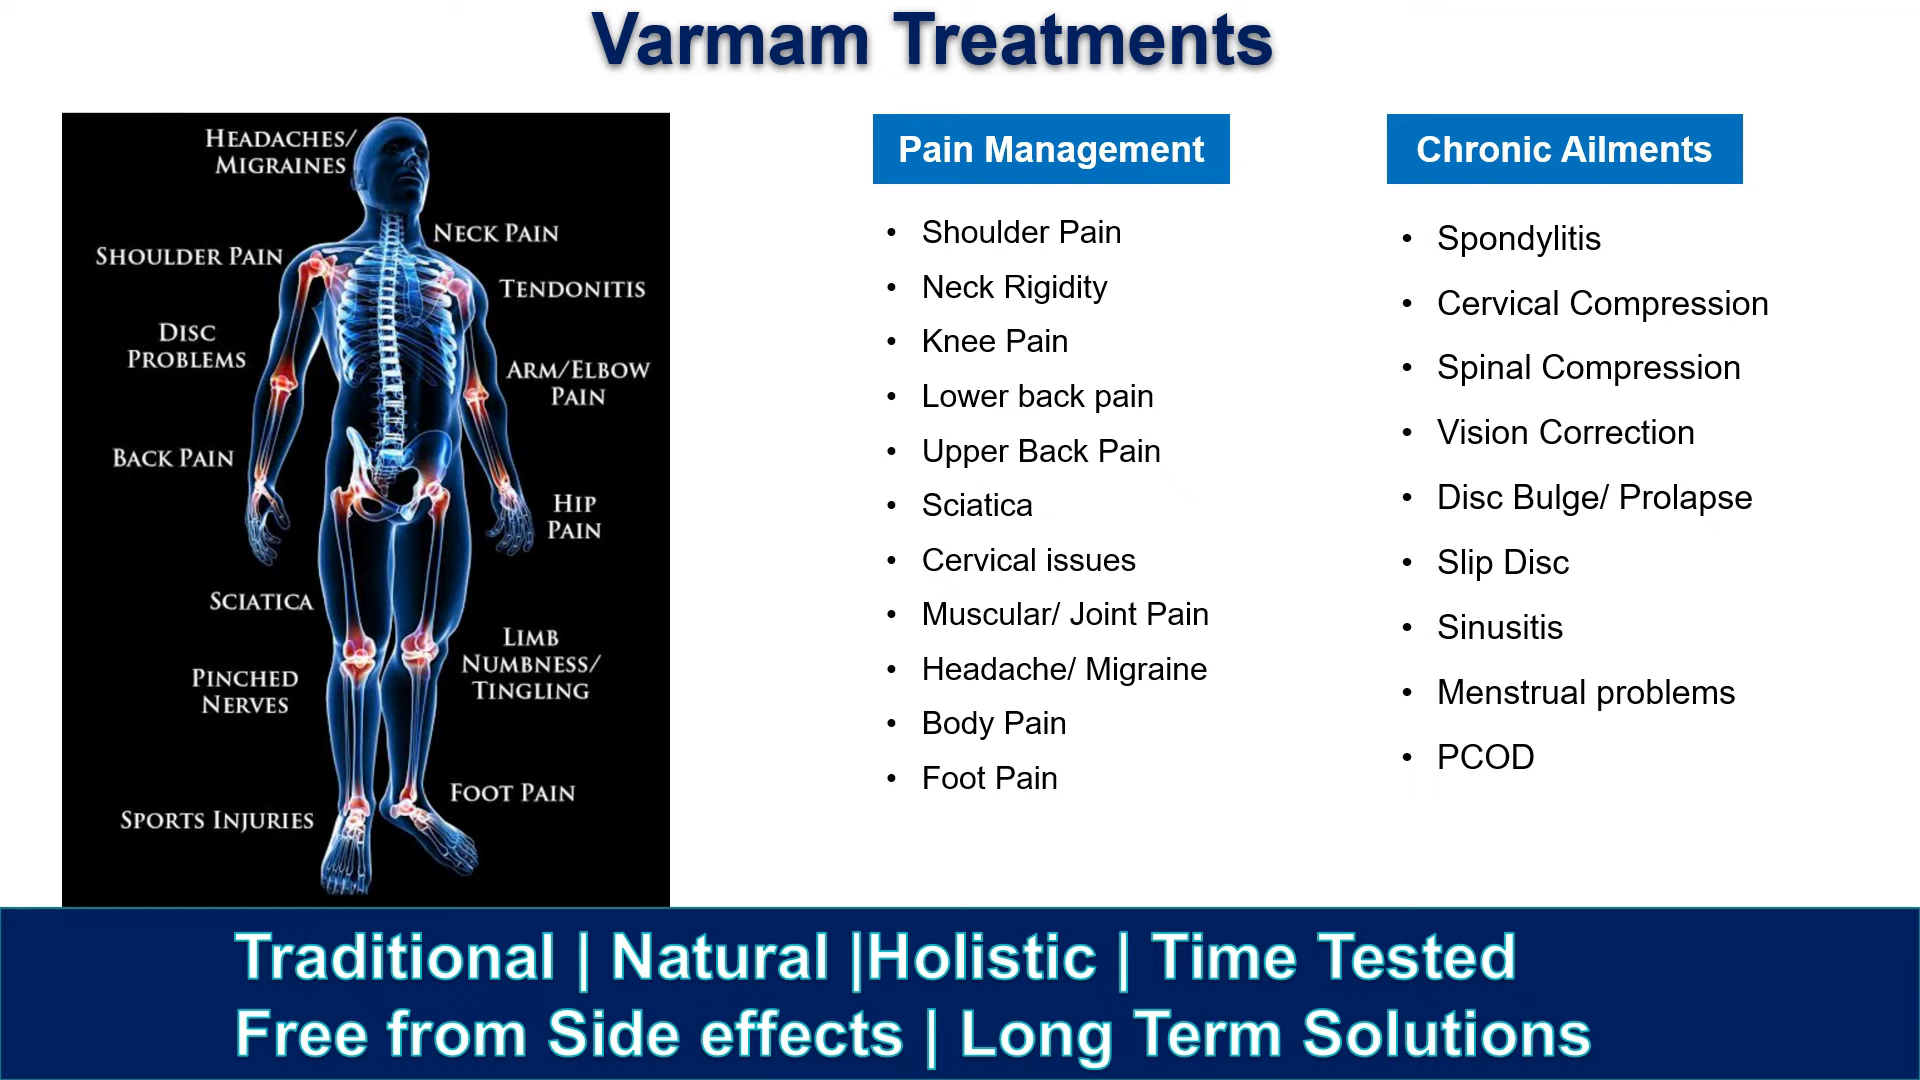 Varmam Treatments
HEADACHES/
MIGRAINES
NECK PAIN
SHOULDER PAIN
TENDONITIS
DISC
PROBLEMS
ARM/ELBOW
PAIN
BACK PAIN
HIP
PAIN
SCIATICA
LIMB
NUMBNESS/
TINGLING
PINCHED
NERVES
FOOT PAIN
SPORTS INJURIES
Pain Management
• Shoulder Pain
• Neck Rigidity
• Knee Pain
• Lower back pain
• Upper Back Pain
• Sciatica
• Cervical issues
• Muscular/ Joint Pain
• Headache/ Migraine
• Body Pain
• Foot Pain
Chronic Ailments
• Spondylitis
• Cervical Compression
• Spinal Compression
• Vision Correction
• Disc Bulge/ Prolapse
• Slip Disc
• Sinusitis
• Menstrual problems
• PCOD
Traditional | Natural |Holistic | Time Tested
Free from Side effects | Long Term Solutions